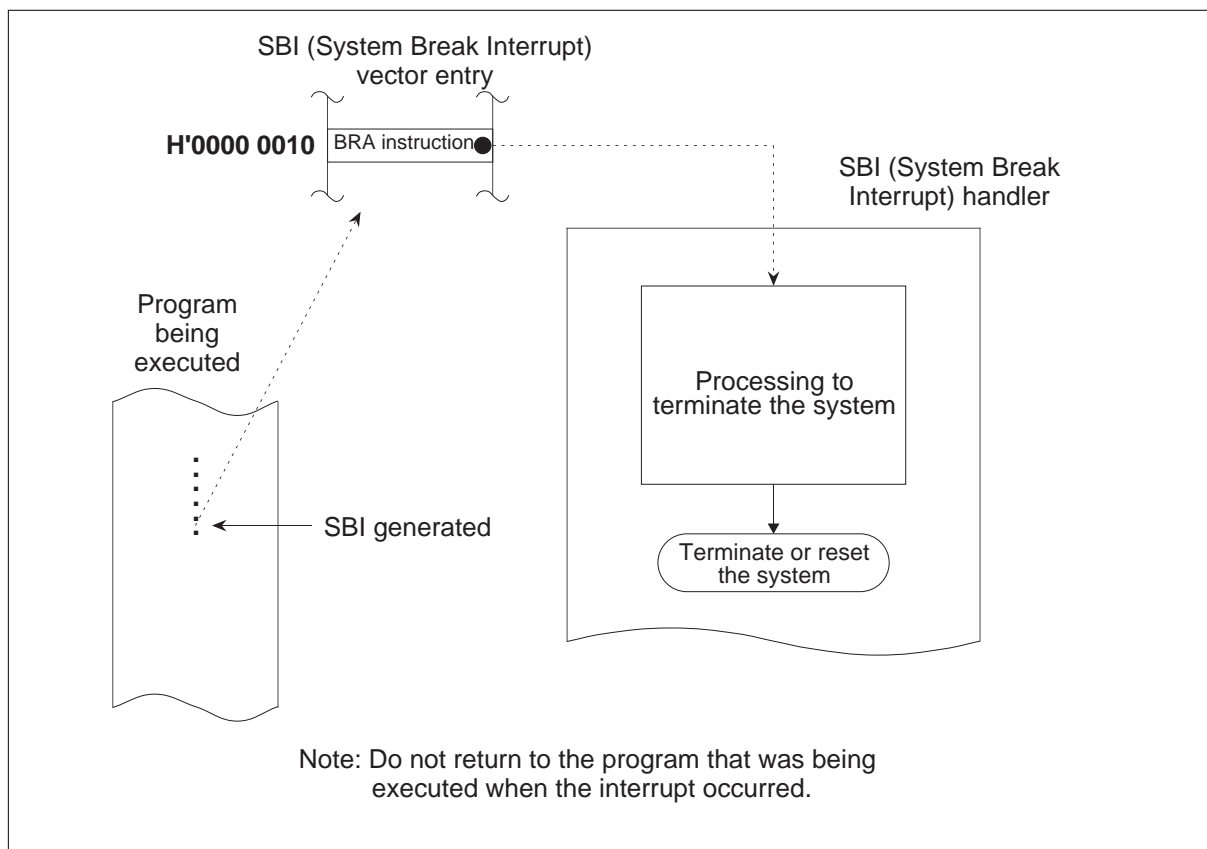 SBI (System Break Interrupt)
vector entry
H'0000 0010
BRA instruction
SBI (System Break
Interrupt) handler
Program
being
executed
Processing to
terminate the system
SBI generated
Terminate or reset
the system
Note: Do not return to the program that was being
executed when the interrupt occurred.